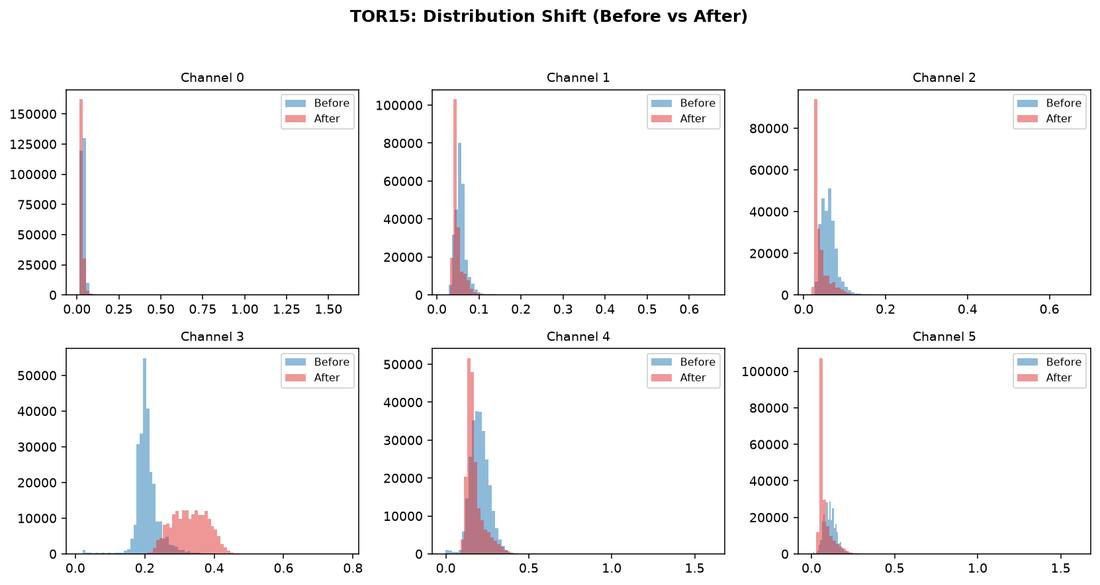 TOR15: Distribution Shift (Before vs After)
Channel 0
Channel 1
Channel 2
Before
After
Before
After
Before
After
150000
125000
100000
75000
50000
25000
0
100000
80000
60000
40000
20000
0
80000
60000
40000
20000
0
0.00 0.25 0.50 0.75 1.00 1.25 1.50
0.0 0.1 0.2 0.3 0.4 0.5 0.6
0.0 0.2 0.4 0.6
Channel 3
Channel 4
Channel 5
Before
After
Before
After
Before
After
50000
40000
30000
20000
10000
0
50000
40000
30000
20000
10000
0
100000
80000
60000
40000
20000
0
0.0 0.2 0.4 0.6 0.8
0.0 0.5 1.0 1.5
0.0 0.5 1.0 1.5